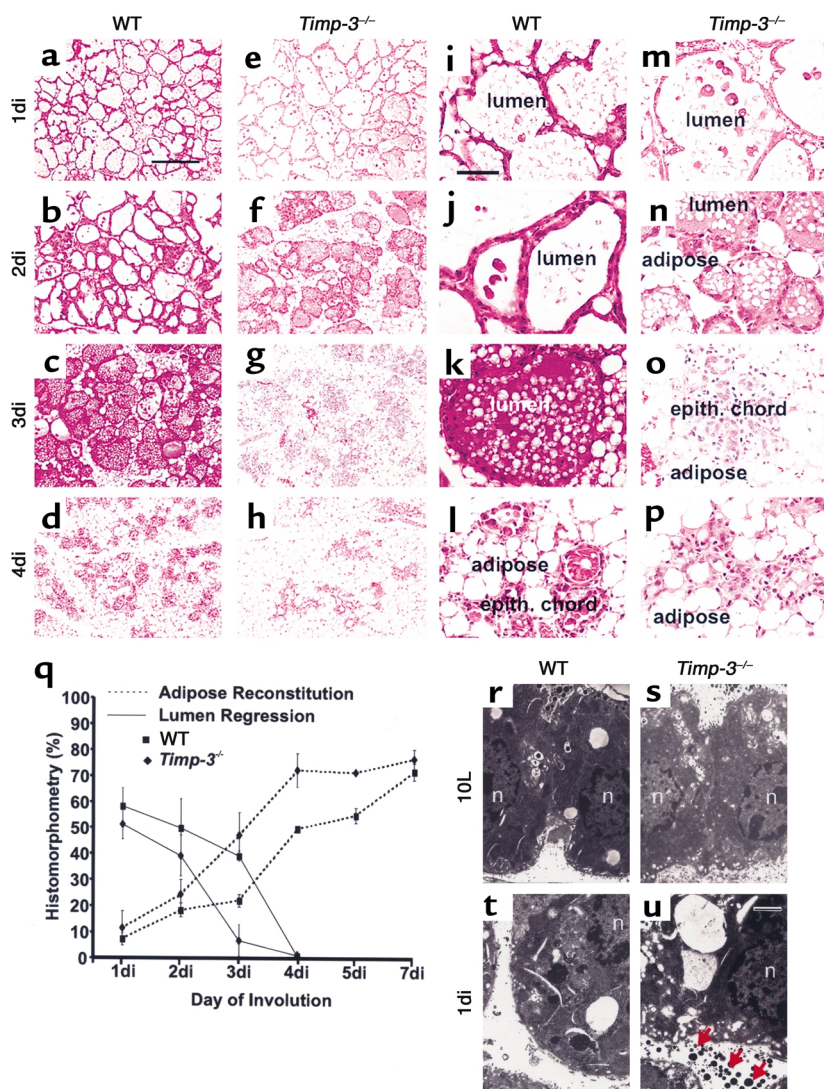 WT
Timp-3–/–
WT
Timp-3–/–
1di
a
e
i
lumen
m
lumen
2di
b
f
j
lumen
n
lumen
adipose
3di
c
g
k
lumen
o
epith. chord
adipose
4di
d
h
l
adipose
epith. chord
p
adipose
q
Adipose Reconstitution
Lumen Regression
WT
Timp-3-/-
Histomorphometry (%)
100
90
80
70
60
50
40
30
20
10
0
1di 2di 3di 4di 5di 7di
Day of Involution
WT
Timp-3–/–
10L
r
n
n
s
n
n
1di
t
n
u
n